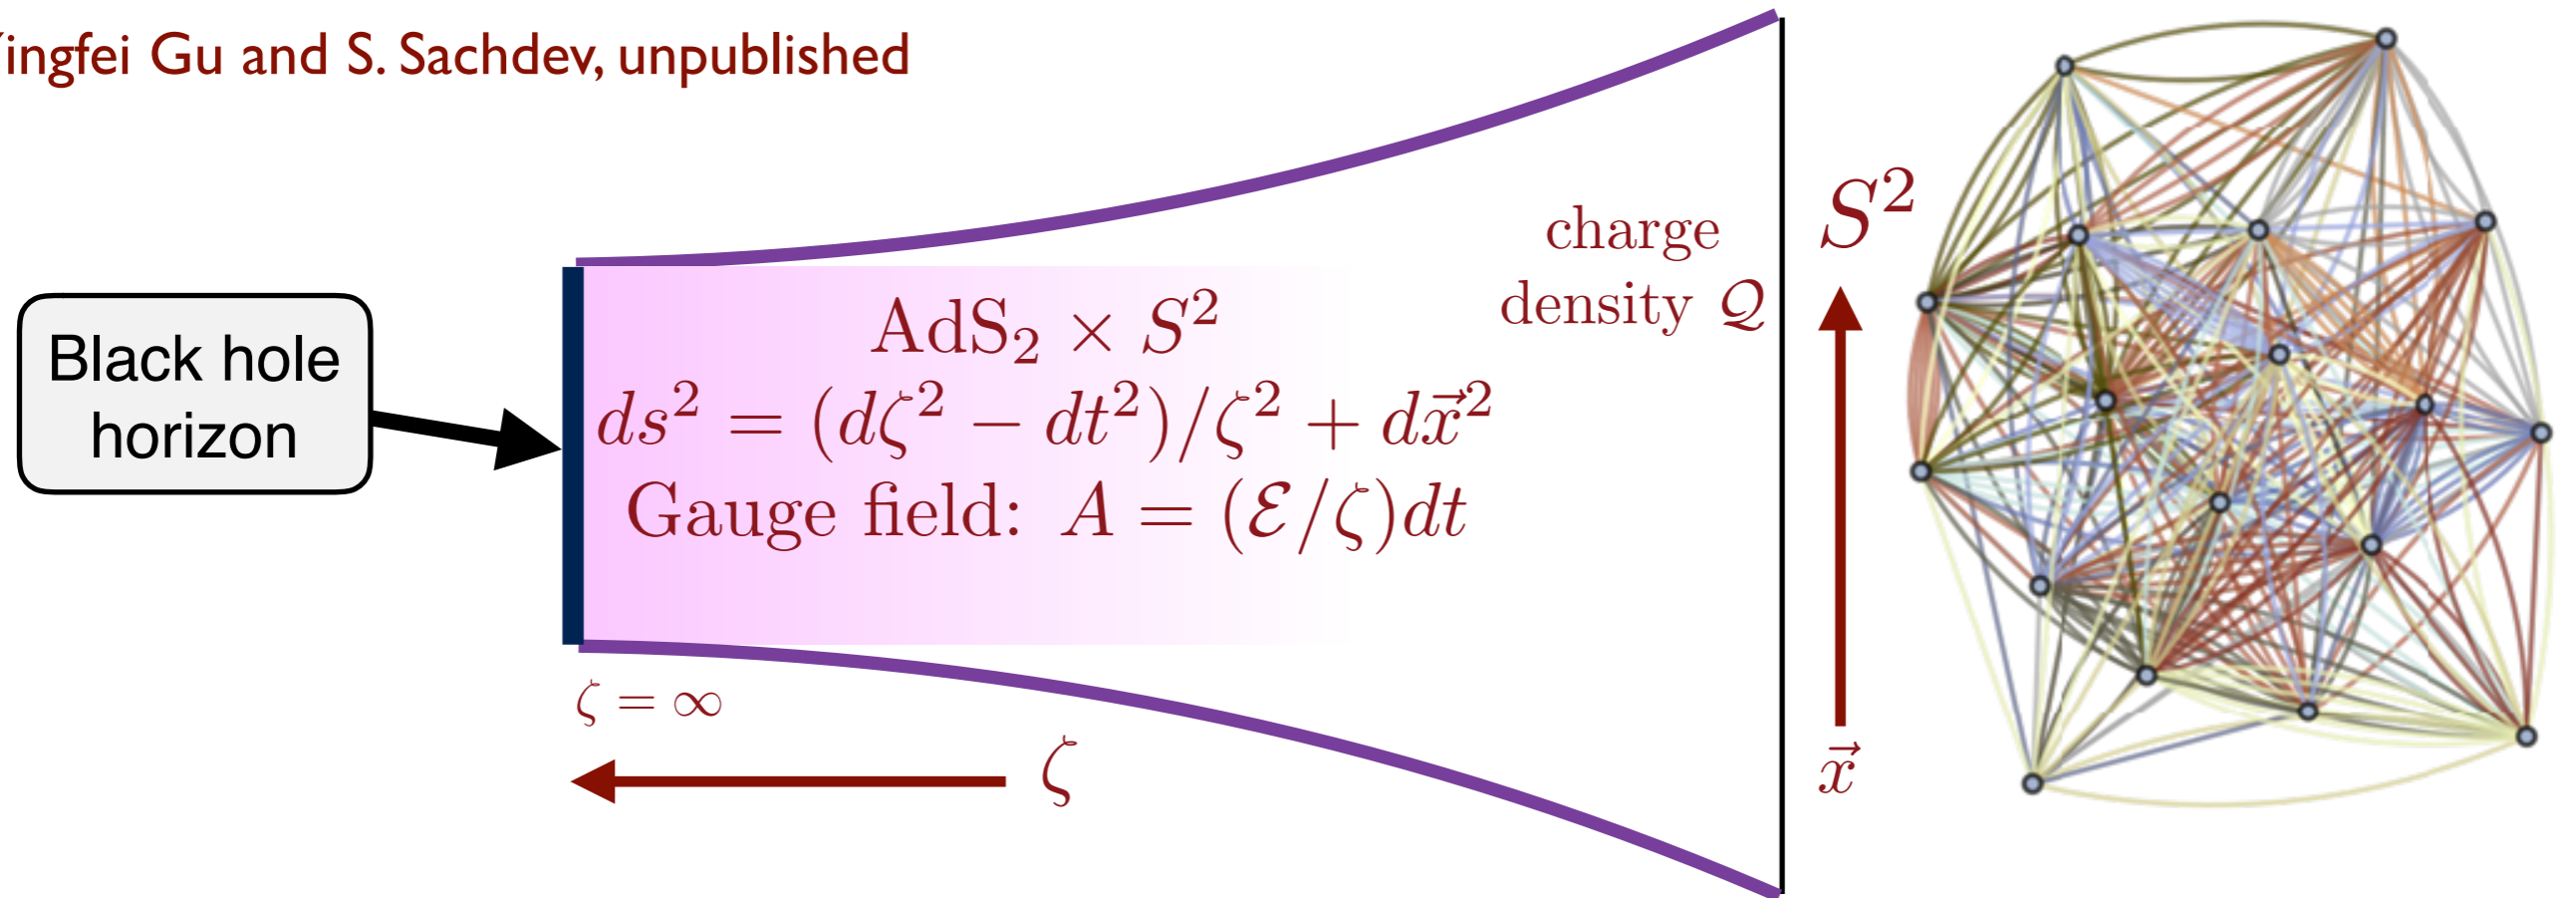 ingfei Gu and S. Sachdev, unpublished
Black hole
horizon
AdS₂ × S²
ds² = (dζ² − dt²)/ζ² + dx⃗²
Gauge field: A = (ℰ/ζ)dt
charge
density 𝒬
S²
x⃗
ζ = ∞
ζ